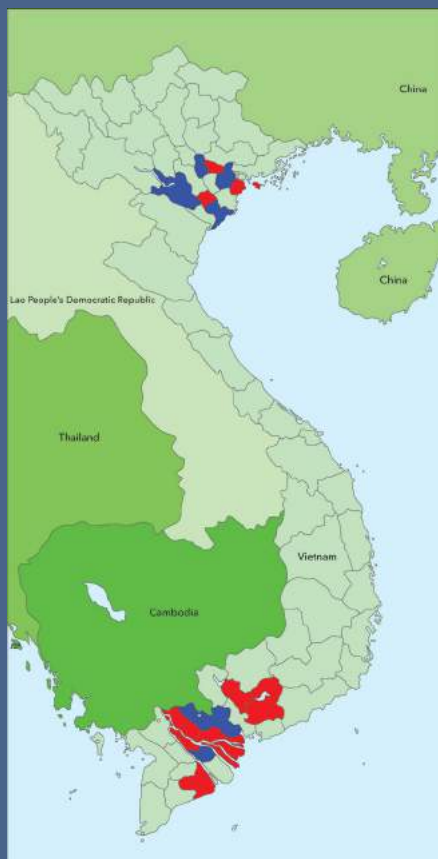 China
China
Lao People's Democratic Republic
Thailand
Vietnam
Cambodia